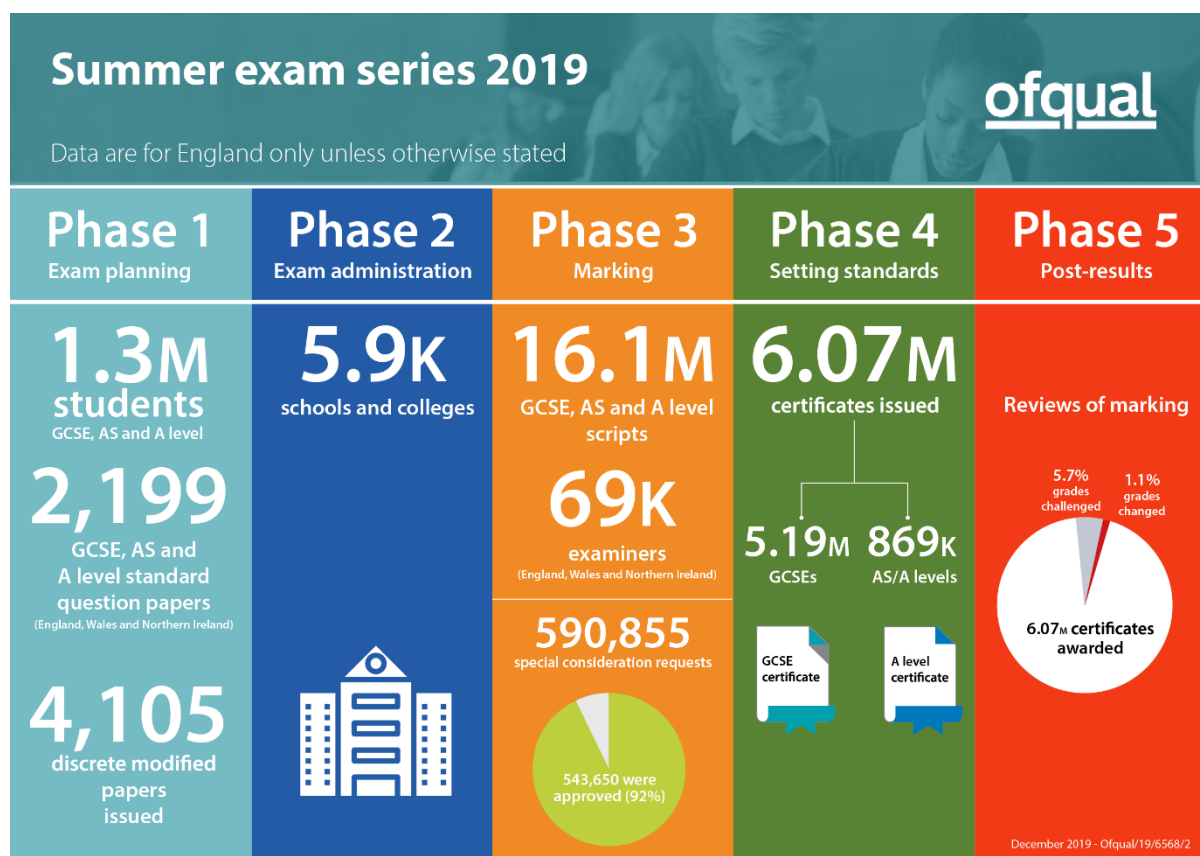 Summer exam series 2019
ofqual
Data are for England only unless otherwise stated
Phase 1
Exam planning
Phase 2
Exam administration
Phase 3
Marking
Phase 4
Setting standards
Phase 5
Post-results
1.3M
students
GCSE, AS and A level
2,199
GCSE, AS and
A level standard
question papers
(England, Wales and Northern Ireland)
4,105
discrete modified
papers
issued
5.9K
schools and colleges
16.1M
GCSE, AS and A level
scripts
69K
examiners
(England, Wales and Northern Ireland)
590,855
special consideration requests
543,650 were
approved (92%)
6.07M
certificates issued
5.19M
GCSEs
869K
AS/A levels
GCSE
certificate
A level
certificate
Reviews of marking
5.7%
grades
challenged
1.1%
grades
changed
6.07M certificates
awarded
December 2019 - Ofqual/19/6568/2